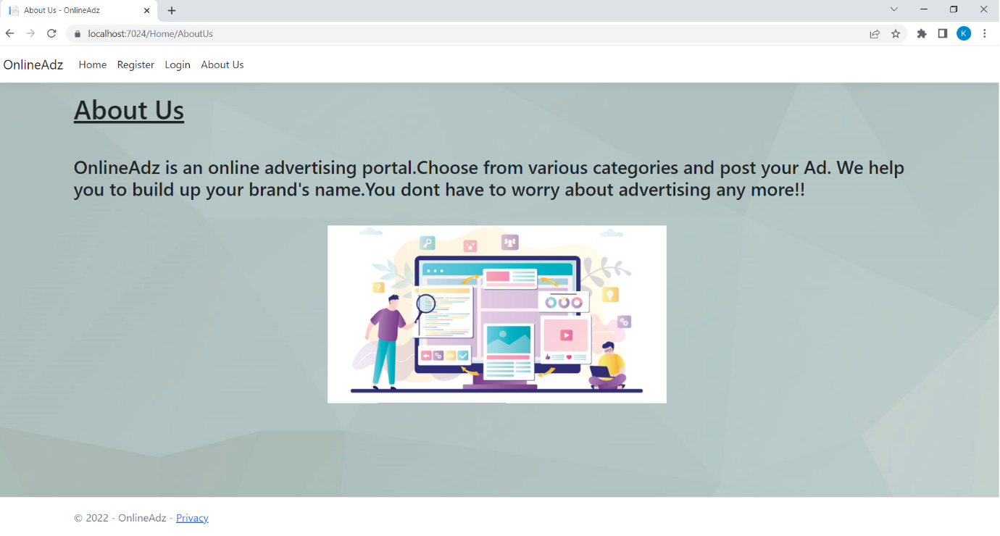 About Us - OnlineAdz
localhost:7024/Home/AboutUs
K
OnlineAdz Home Register Login About Us
About Us
OnlineAdz is an online advertising portal.Choose from various categories and post your Ad. We help
you to build up your brand's name.You dont have to worry about advertising any more!!
?
© 2022 - OnlineAdz - Privacy